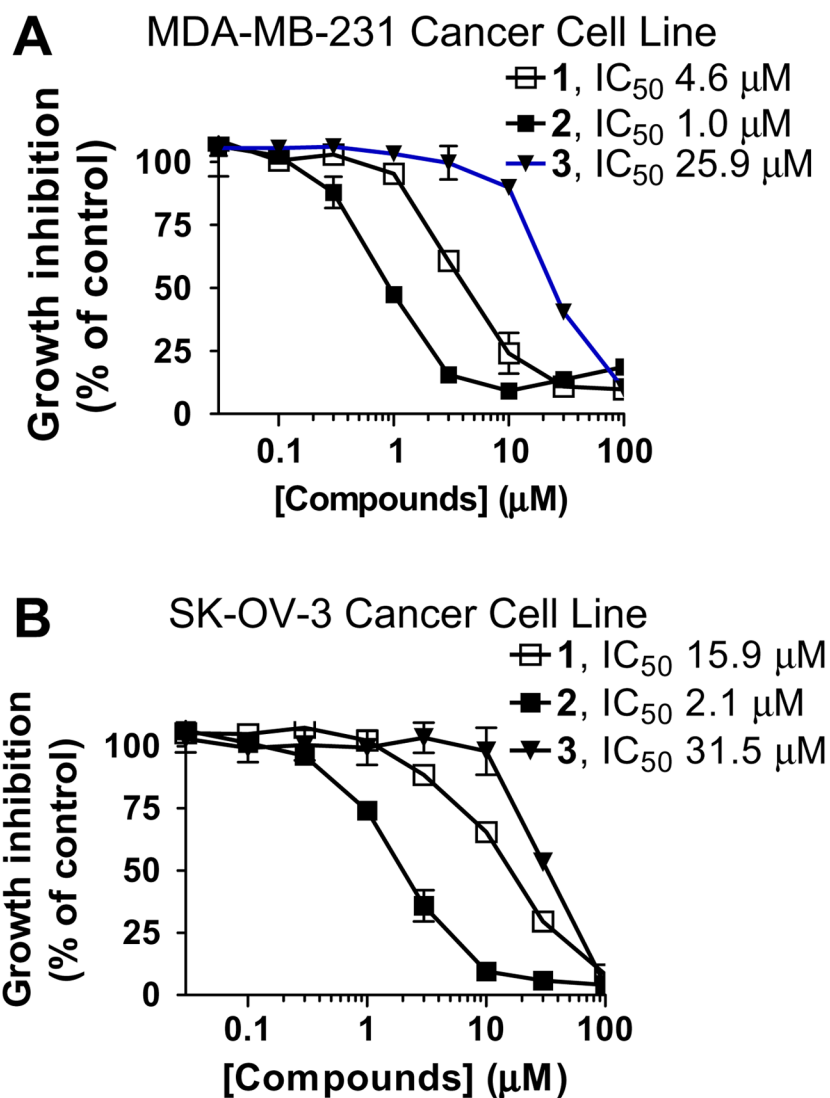 A
MDA-MB-231 Cancer Cell Line
1, IC50 4.6 μM
2, IC50 1.0 μM
3, IC50 25.9 μM
Growth inhibition
(% of control)
100
75
50
25
0
0.1 1 10 100
[Compounds] (μM)
B
SK-OV-3 Cancer Cell Line
1, IC50 15.9 μM
2, IC50 2.1 μM
3, IC50 31.5 μM
Growth inhibition
(% of control)
100
75
50
25
0
0.1 1 10 100
[Compounds] (μM)